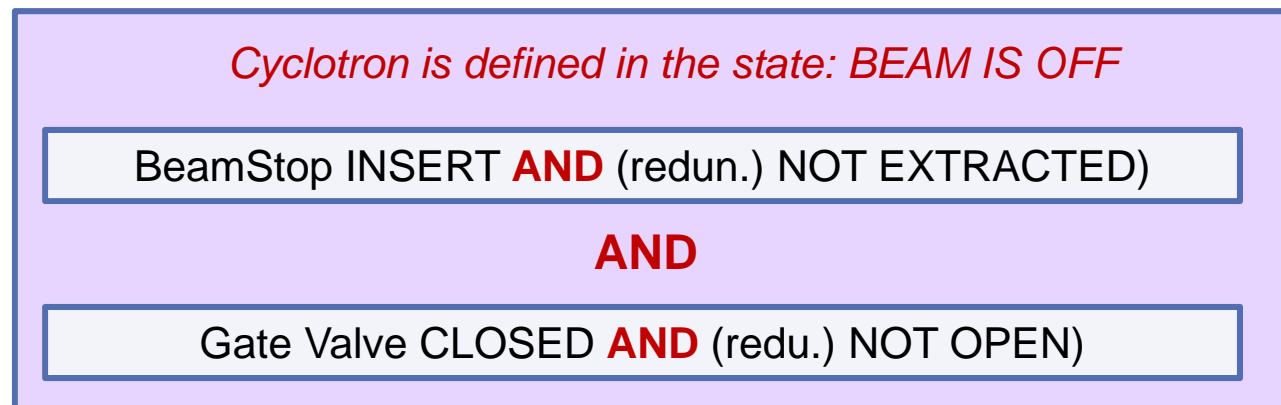 Cyclotron is defined in the state: BEAM IS OFF
BeamStop INSERT AND (redun.) NOT EXTRACTED)
AND
Gate Valve CLOSED AND (redu.) NOT OPEN)